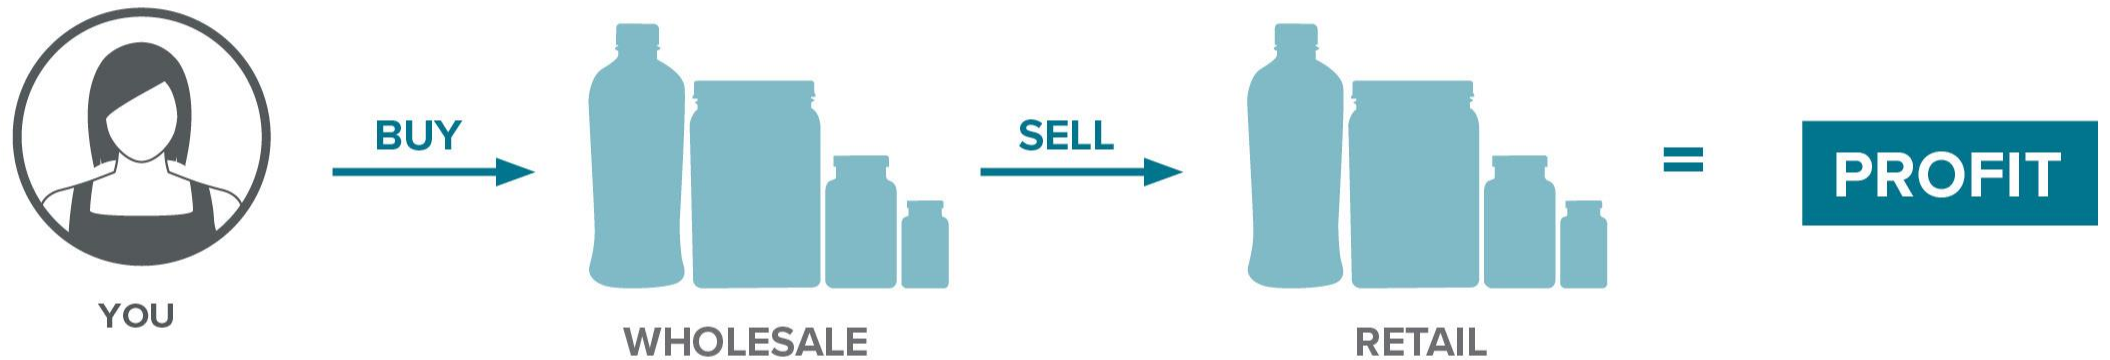 YOU
BUY
WHOLESALE
SELL
RETAIL
=
PROFIT